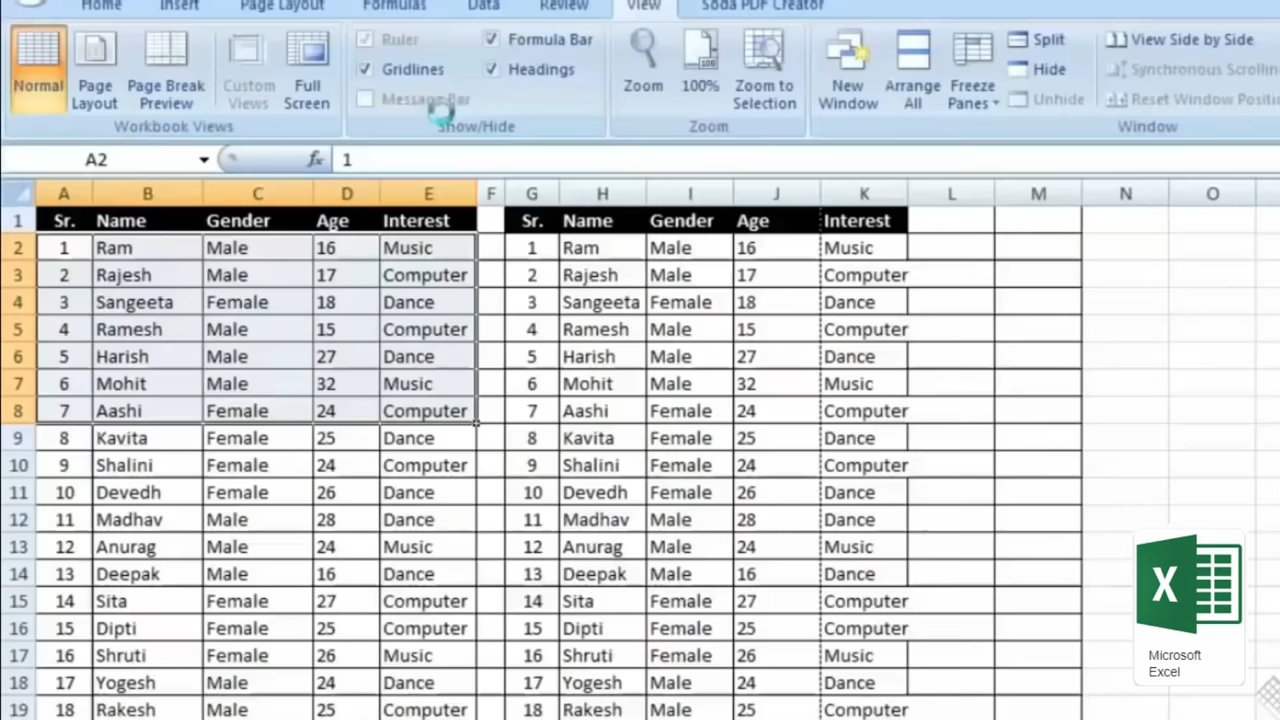 Home Insert Page Layout Formulas Data Review View Soda PDF Creator
Normal Page Layout Page Break Preview Custom Views Full Screen
Workbook Views
Ruler Formula Bar
Gridlines Headings
Message Bar
Show/Hide
Zoom 100% Zoom to Selection
Zoom
New Window Arrange All Freeze Panes
Split View Side by Side
Hide Synchronous Scrolling
Unhide Reset Window Positi
Window
A2 fx 1
A B C D E F G H I J K L M N O
1 Sr. Name Gender Age Interest Sr. Name Gender Age Interest
2 1 Ram Male 16 Music 1 Ram Male 16 Music
3 2 Rajesh Male 17 Computer 2 Rajesh Male 17 Computer
4 3 Sangeeta Female 18 Dance 3 Sangeeta Female 18 Dance
5 4 Ramesh Male 15 Computer 4 Ramesh Male 15 Computer
6 5 Harish Male 27 Dance 5 Harish Male 27 Dance
7 6 Mohit Male 32 Music 6 Mohit Male 32 Music
8 7 Aashi Female 24 Computer 7 Aashi Female 24 Computer
9 8 Kavita Female 25 Dance 8 Kavita Female 25 Dance
10 9 Shalini Female 24 Computer 9 Shalini Female 24 Computer
11 10 Devedh Female 26 Dance 10 Devedh Female 26 Dance
12 11 Madhav Male 28 Dance 11 Madhav Male 28 Dance
13 12 Anurag Male 24 Music 12 Anurag Male 24 Music
14 13 Deepak Male 16 Dance 13 Deepak Male 16 Dance
15 14 Sita Female 27 Computer 14 Sita Female 27 Computer
16 15 Dipti Female 25 Computer 15 Dipti Female 25 Computer
17 16 Shruti Female 26 Music 16 Shruti Female 26 Music
18 17 Yogesh Male 24 Dance 17 Yogesh Male 24 Dance
19 18 Rakesh Male 25 Computer 18 Rakesh Male 25 Computer
X
Microsoft
Excel